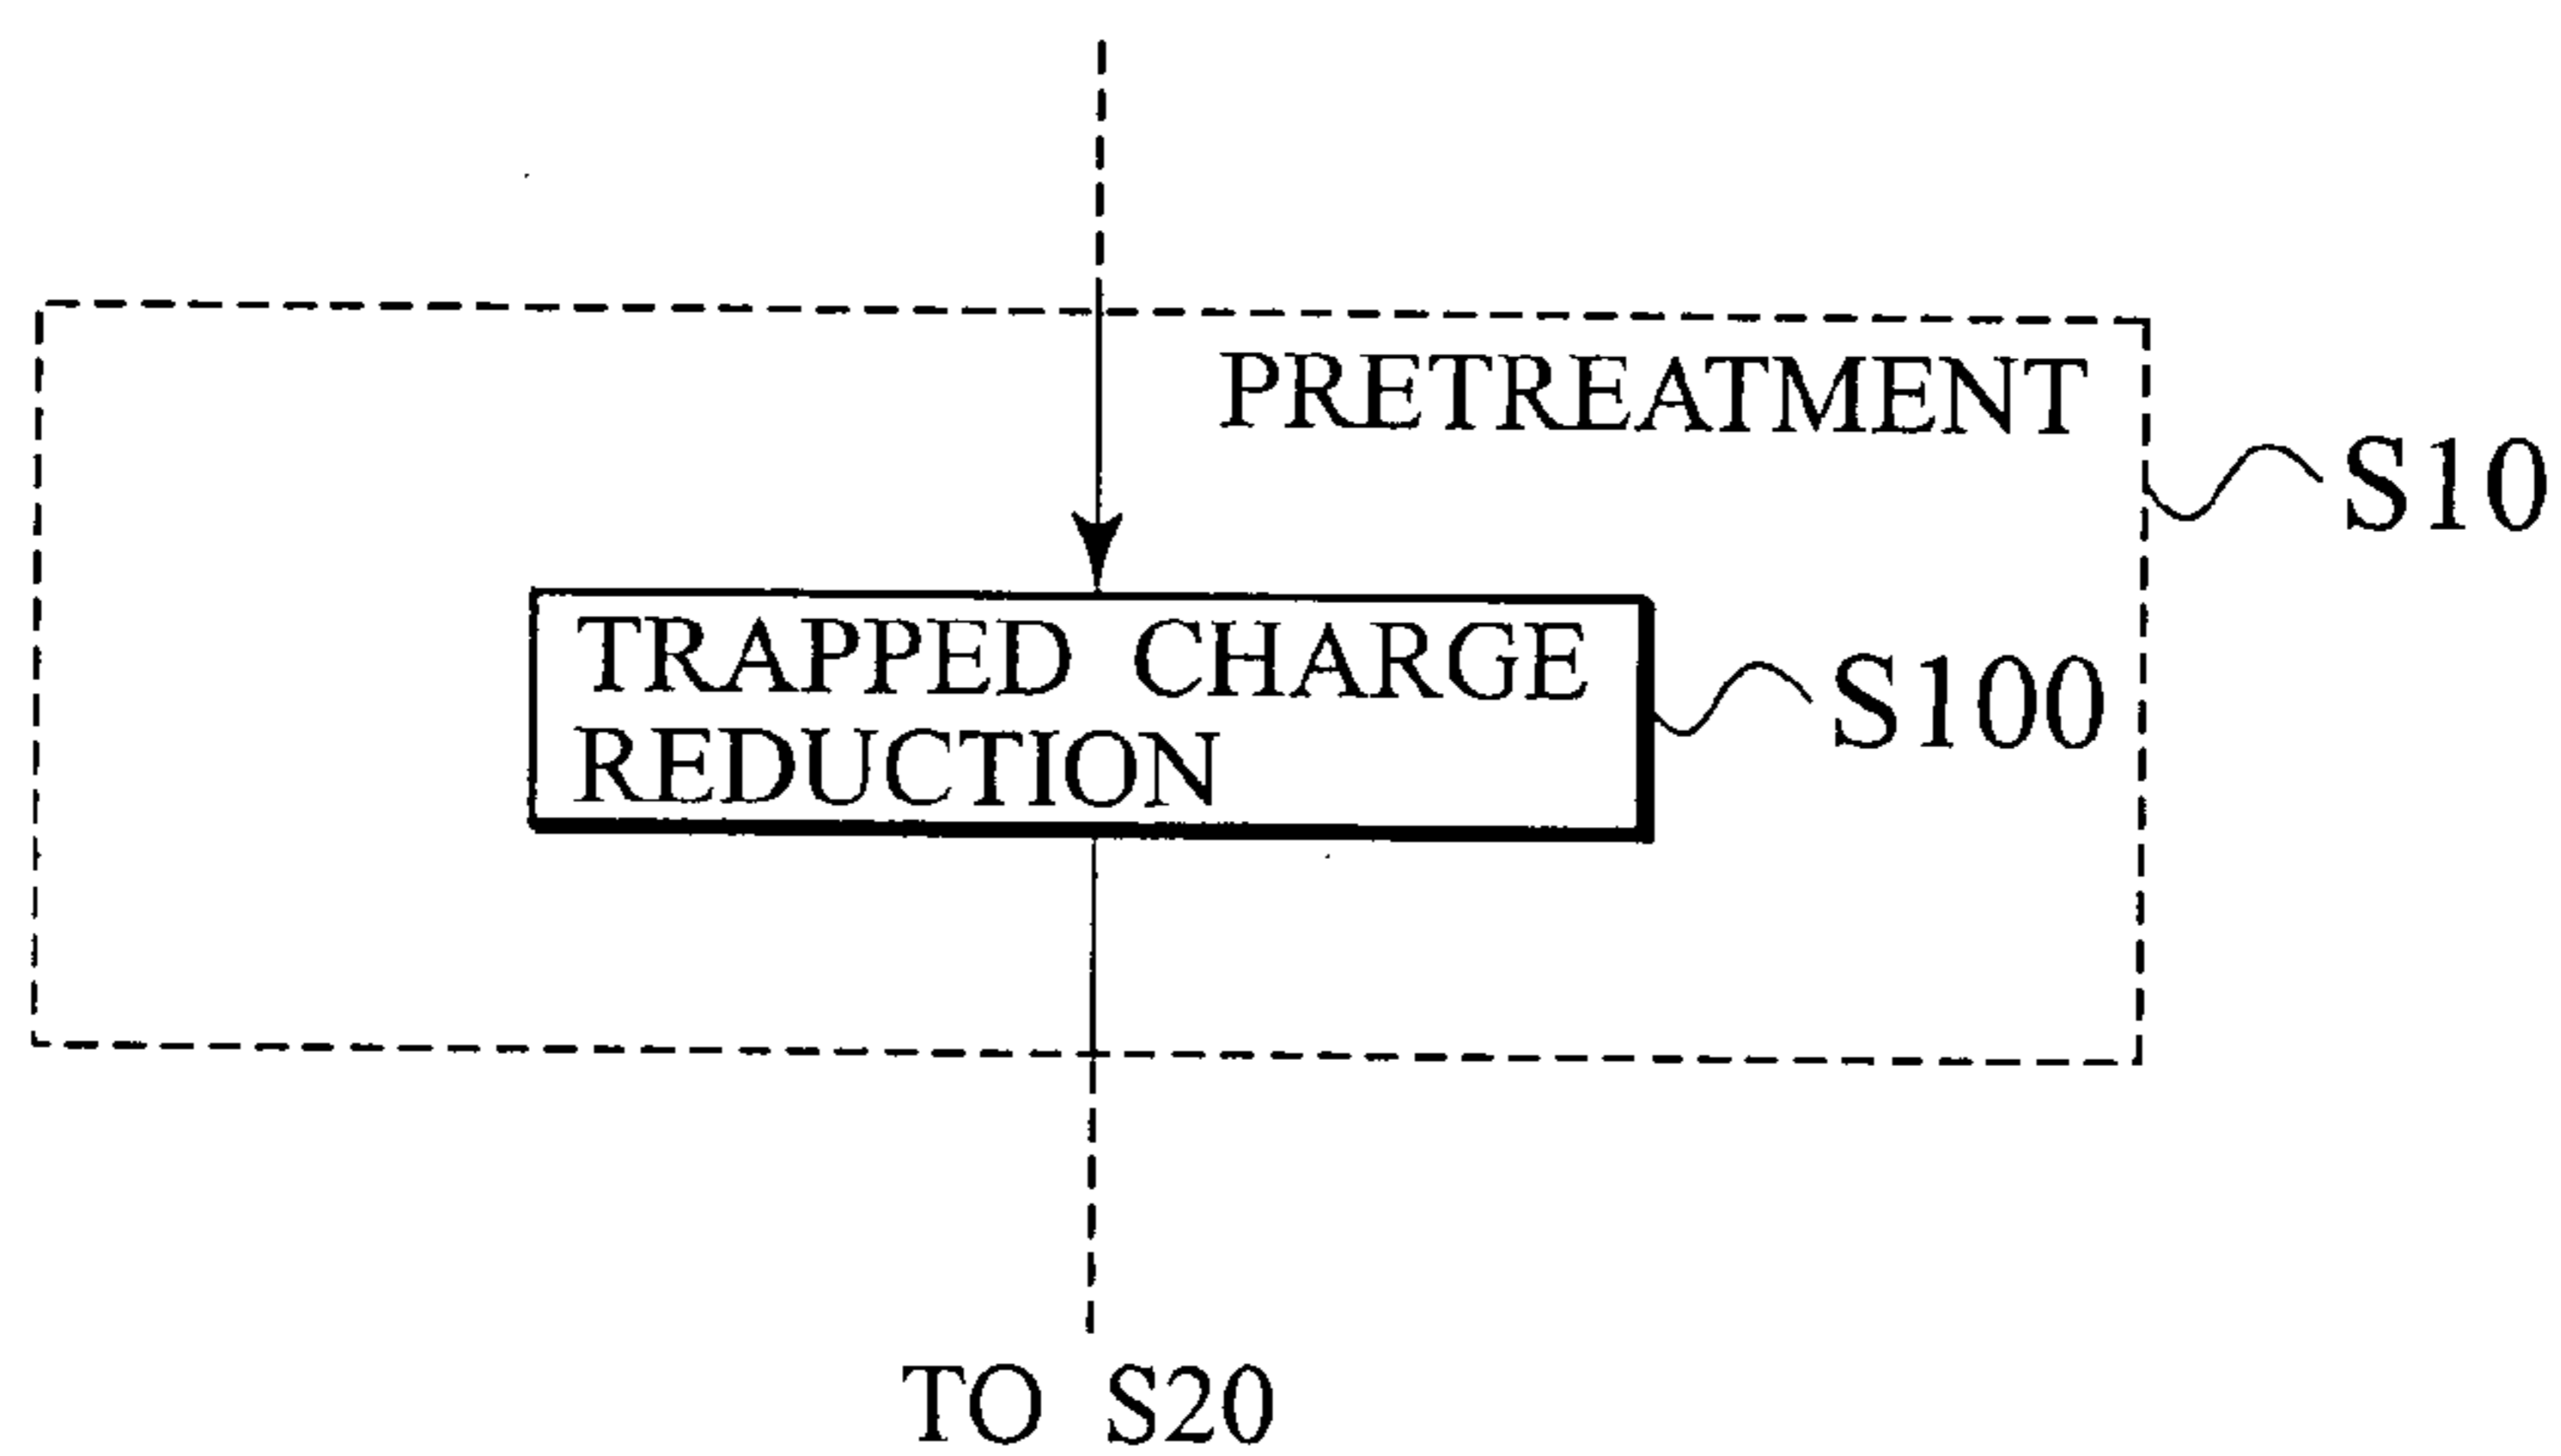 PRETREATMENT
S10
TRAPPED CHARGE
REDUCTION
S100
TO S20